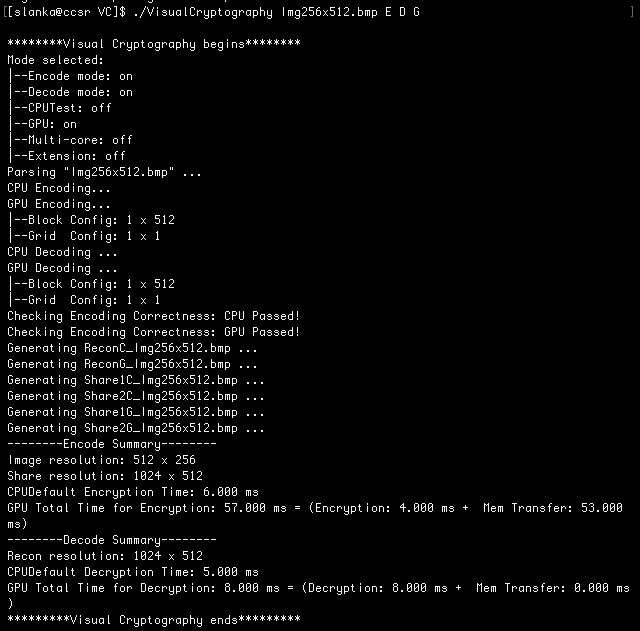 [[slanka@ccsr VC]$ ./VisualCryptography Img256x512.bmp E D G ]
********Visual Cryptography begins********
Mode selected:
|--Encode mode: on
|--Decode mode: on
|--CPUTest: off
|--GPU: on
|--Multi-core: off
|--Extension: off
Parsing "Img256x512.bmp" ...
CPU Encoding...
GPU Encoding...
|--Block Config: 1 x 512
|--Grid  Config: 1 x 1
CPU Decoding ...
GPU Decoding ...
|--Block Config: 1 x 512
|--Grid  Config: 1 x 1
Checking Encoding Correctness: CPU Passed!
Checking Encoding Correctness: GPU Passed!
Generating ReconC_Img256x512.bmp ...
Generating ReconG_Img256x512.bmp ...
Generating Share1C_Img256x512.bmp ...
Generating Share2C_Img256x512.bmp ...
Generating Share1G_Img256x512.bmp ...
Generating Share2G_Img256x512.bmp ...
--------Encode Summary--------
Image resolution: 512 x 256
Share resolution: 1024 x 512
CPUDefault Encryption Time: 6.000 ms
GPU Total Time for Encryption: 57.000 ms = (Encryption: 4.000 ms +  Mem Transfer: 53.000
ms)
--------Decode Summary--------
Recon resolution: 1024 x 512
CPUDefault Decryption Time: 5.000 ms
GPU Total Time for Decryption: 8.000 ms = (Decryption: 8.000 ms +  Mem Transfer: 0.000 ms
)
*********Visual Cryptography ends*********